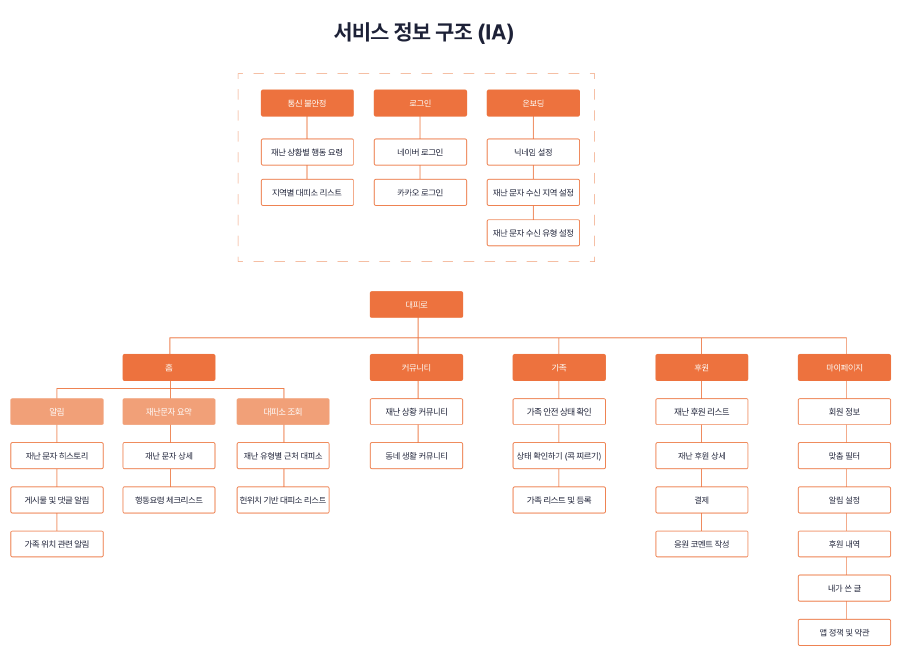 서비스 정보 구조 (IA)
통신 불안정
로그인
온보딩
재난 상황별 행동 요령
네이버 로그인
닉네임 설정
지역별 대피소 리스트
카카오 로그인
재난 문자 수신 지역 설정
재난 문자 수신 유형 설정
대피로
홈
커뮤니티
가족
후원
마이페이지
알림
재난문자 요약
대피소 조회
재난 상황 커뮤니티
가족 안전 상태 확인
재난 후원 리스트
회원 정보
재난 문자 히스토리
재난 문자 상세
재난 유형별 근처 대피소
동네 생활 커뮤니티
상태 확인하기 (콕 찌르기)
재난 후원 상세
맞춤 필터
게시물 및 댓글 알림
행동요령 체크리스트
현위치 기반 대피소 리스트
가족 리스트 및 등록
결제
알림 설정
가족 위치 관련 알림
응원 코멘트 작성
후원 내역
내가 쓴 글
앱 정책 및 약관